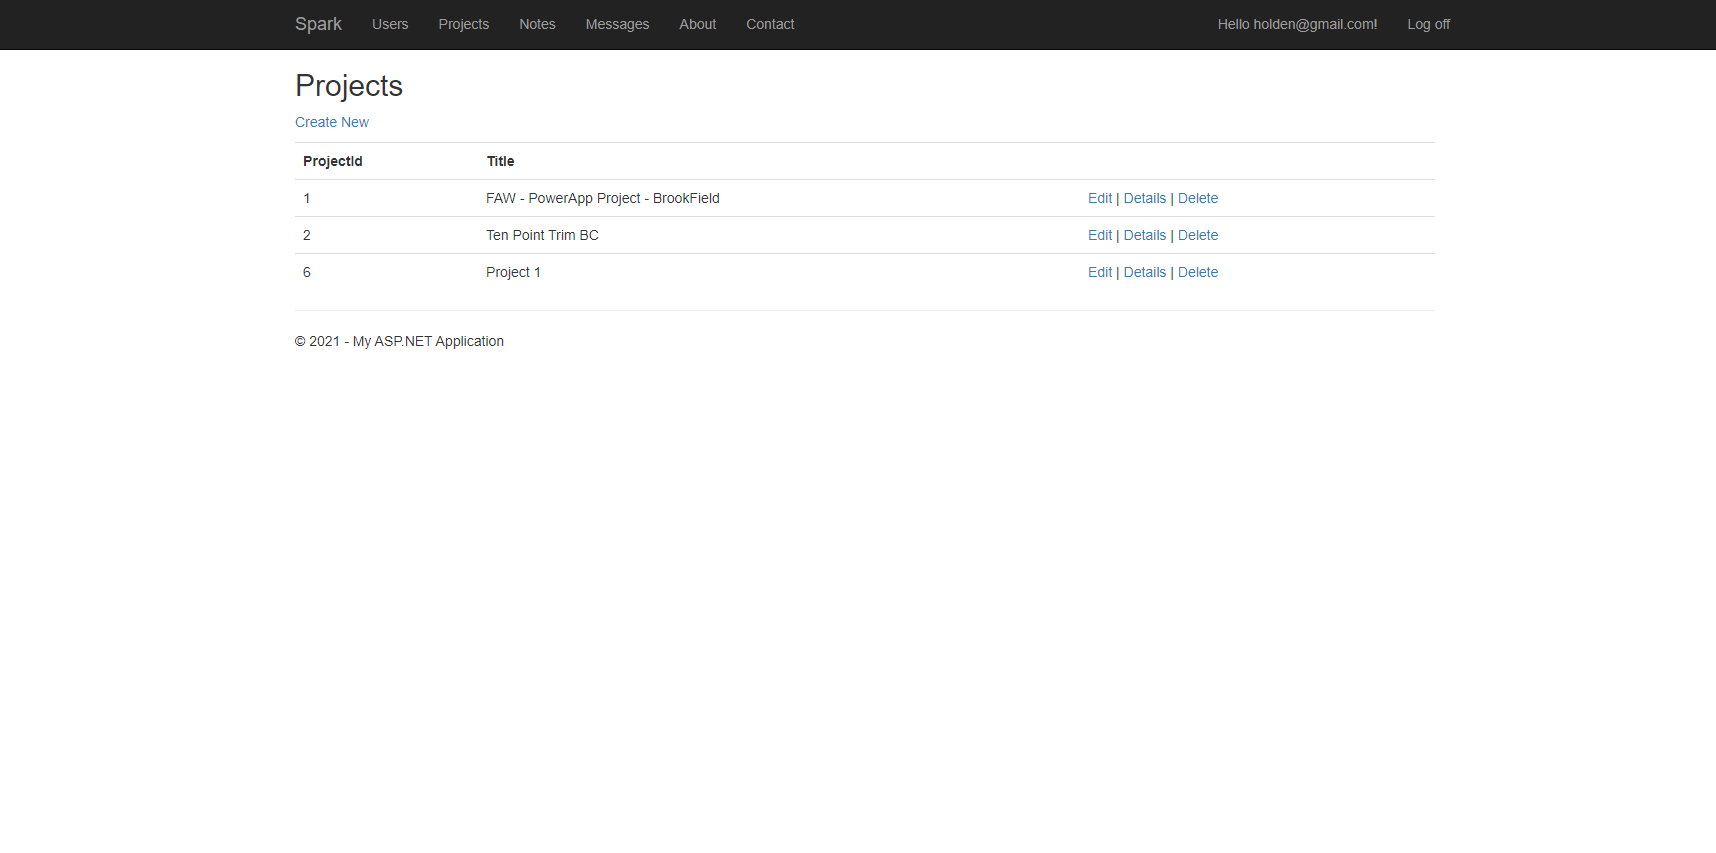 Spark Users Projects Notes Messages About Contact Hello holden@gmail.com! Log off
Projects
Create New
ProjectId Title
1 FAW - PowerApp Project - BrookField Edit | Details | Delete
2 Ten Point Trim BC Edit | Details | Delete
6 Project 1 Edit | Details | Delete
© 2021 - My ASP.NET Application